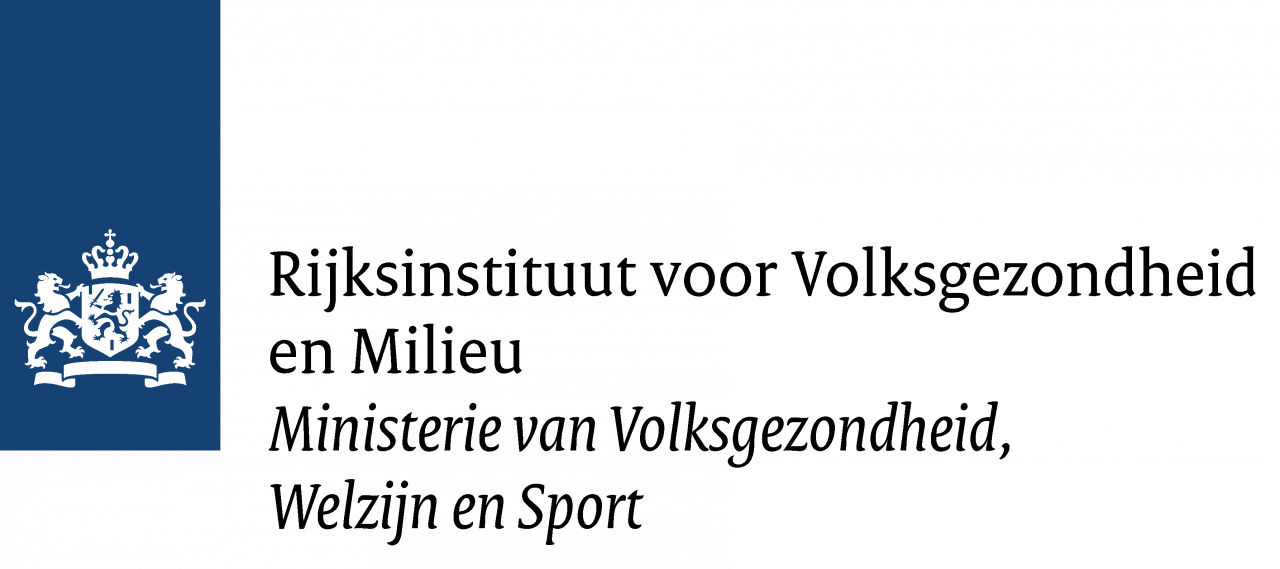 Rijksinstituut voor Volksgezondheid
en Milieu
Ministerie van Volksgezondheid,
Welzijn en Sport